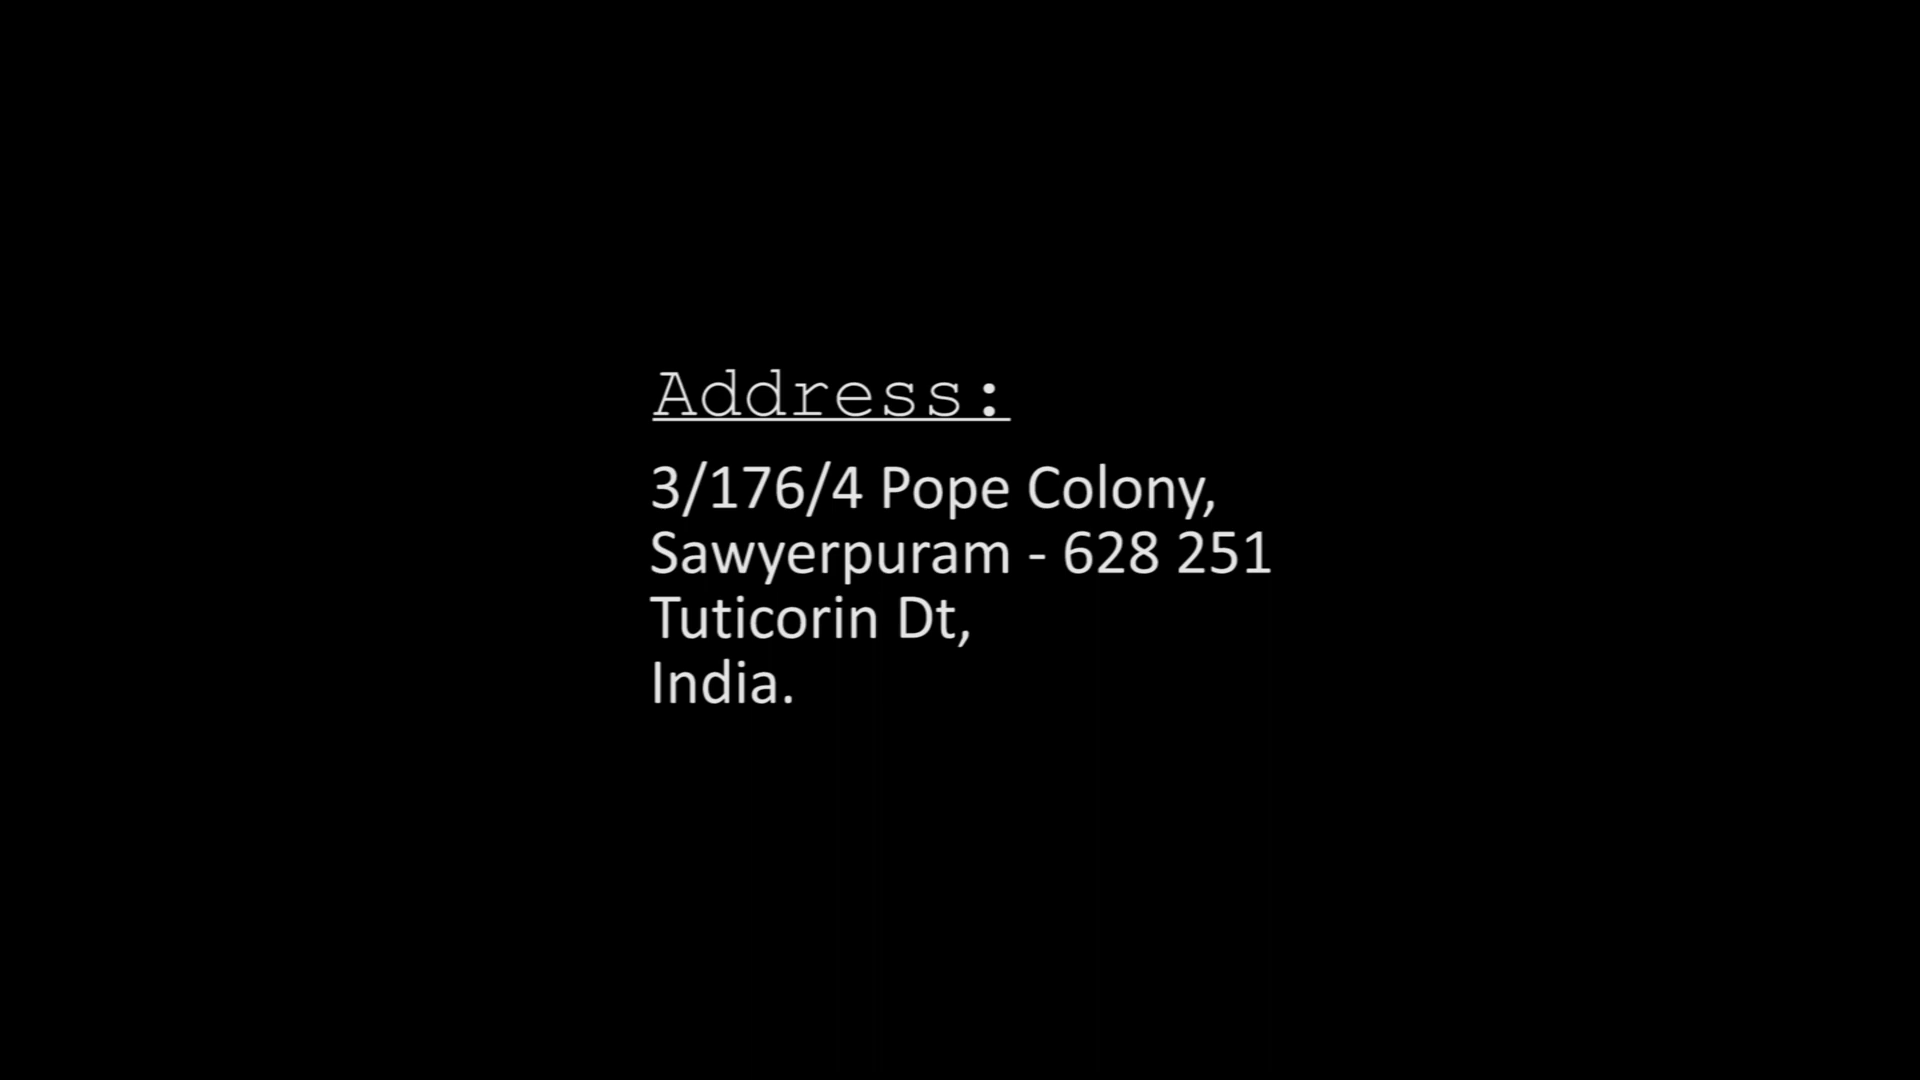 Address:
3/176/4 Pope Colony,
Sawyerpuram - 628 251
Tuticorin Dt,
India.